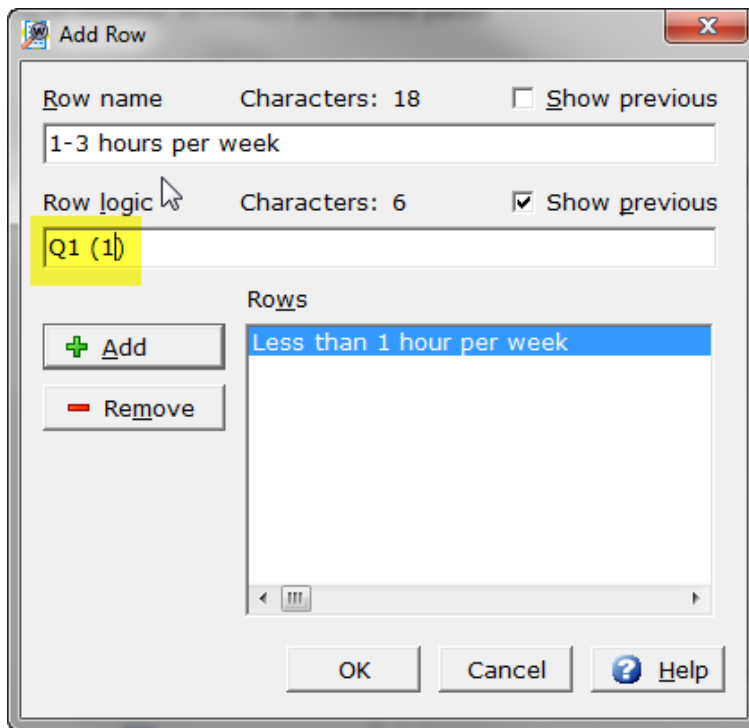 Add Row
Row name Characters: 18 Show previous
1-3 hours per week
Row logic Characters: 6 Show previous
Q1 (1)
Rows
Add
Less than 1 hour per week
Remove
OK Cancel Help